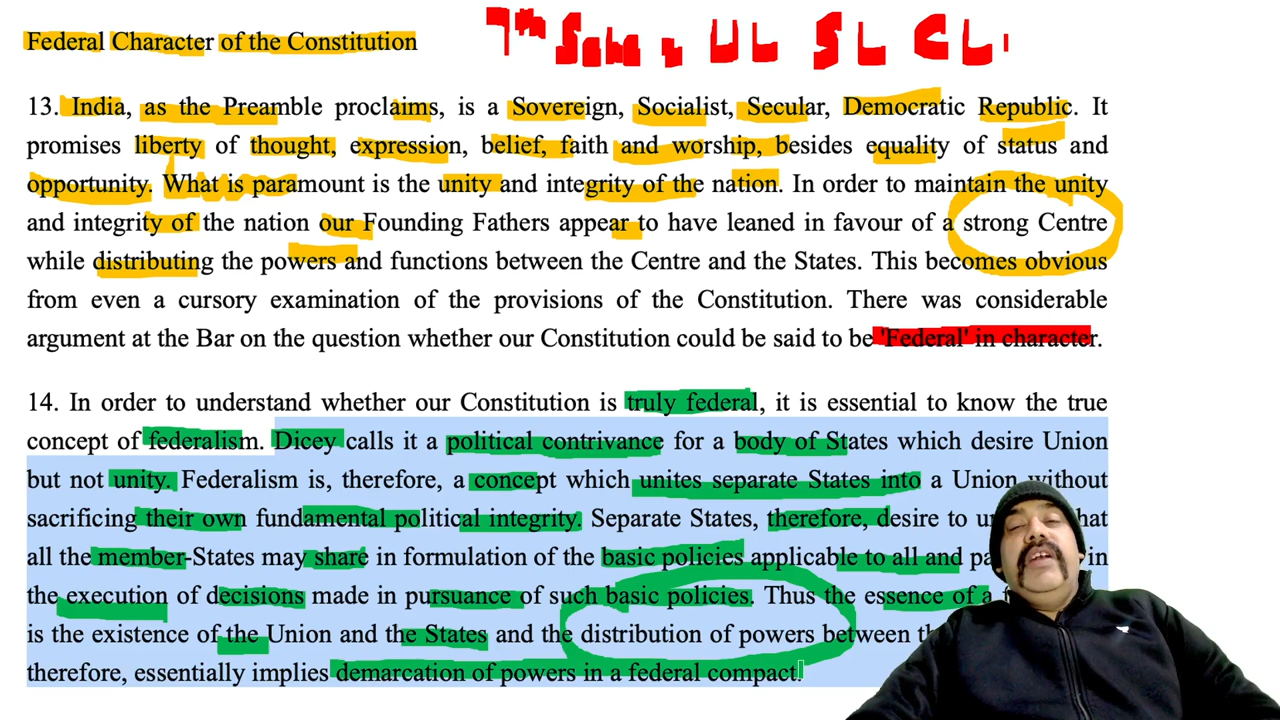 Federal Character of the Constitution
7th Sche UL SL CL
13. India, as the Preamble proclaims, is a Sovereign, Socialist, Secular, Democratic Republic. It
promises liberty of thought, expression, belief, faith and worship, besides equality of status and
opportunity. What is paramount is the unity and integrity of the nation. In order to maintain the unity
and integrity of the nation our Founding Fathers appear to have leaned in favour of a strong Centre
while distributing the powers and functions between the Centre and the States. This becomes obvious
from even a cursory examination of the provisions of the Constitution. There was considerable
argument at the Bar on the question whether our Constitution could be said to be 'Federal' in character.
14. In order to understand whether our Constitution is truly federal, it is essential to know the true
concept of federalism. Dicey calls it a political contrivance for a body of States which desire Union
but not unity. Federalism is, therefore, a concept which unites separate States into a Union without
sacrificing their own fundamental political integrity. Separate States, therefore, desire to hat
all the member-States may share in formulation of the basic policies applicable to all and in
the execution of decisions made in pursuance of such basic policies. Thus the essence of a
is the existence of the Union and the States and the distribution of powers between
therefore, essentially implies demarcation of powers in a federal compact.